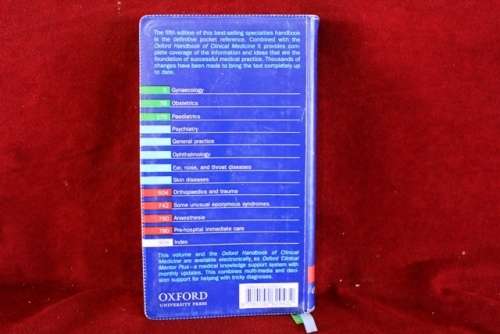 The fifth edition of this best-selling specialties handbook
is the definitive pocket reference. Combined with the
Oxford Handbook of Clinical Medicine it provides com-
plete coverage of the information and ideas that are the
foundation of successful medical practice. Thousands of
changes have been made to bring the text completely up
to date.
Gynaecology
Obstetrics
Paediatrics
Psychiatry
General practice
Ophthalmology
Ear, nose, and throat diseases
Skin diseases
604 Orthopaedics and trauma
742 Some unusual eponymous syndromes.
760 Anaesthesia
780 Pre-hospital immediate care
Index
This volume and the Oxford Handbook of Clinical
Medicine are available electronically, as Oxford Clinical
Mentor Plus—a medical knowledge support system with
monthly updates. This combines multi-media and deci-
sion support for helping with tricky diagnoses.
OXFORD
UNIVERSITY PRESS